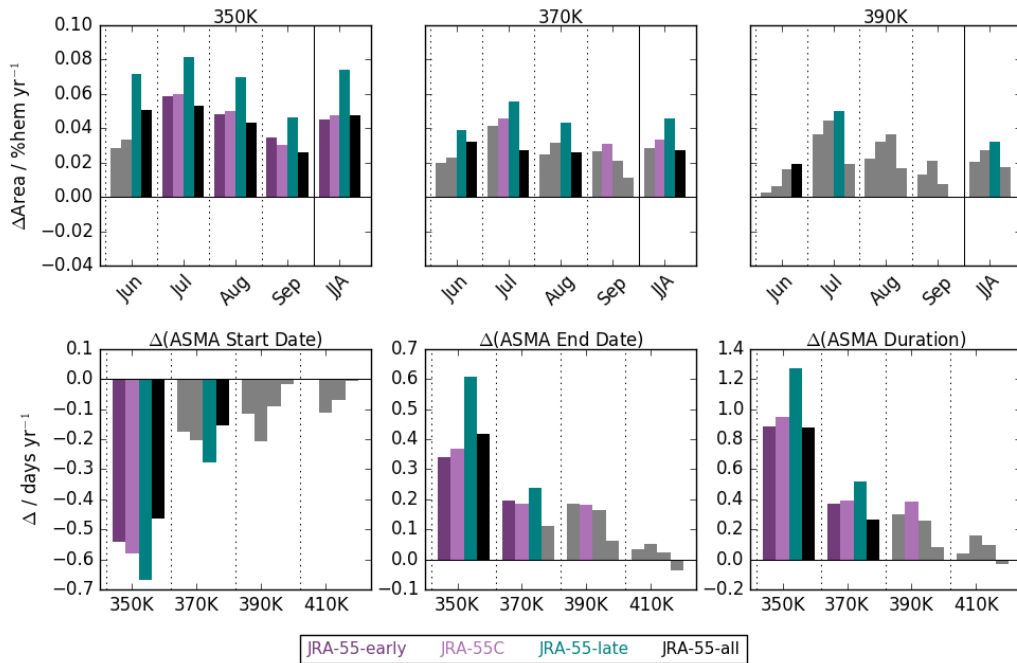 350K
370K
390K
ΔArea / %hem yr⁻¹
0.10
0.08
0.06
0.04
0.02
0.00
−0.02
−0.04
Jun Jul Aug Sep JJA
Jun Jul Aug Sep JJA
Jun Jul Aug Sep JJA
Δ(ASMA Start Date)
Δ(ASMA End Date)
Δ(ASMA Duration)
Δ / days yr⁻¹
0.1
0.0
−0.1
−0.2
−0.3
−0.4
−0.5
−0.6
−0.7
350K 370K 390K 410K
0.7
0.6
0.5
0.4
0.3
0.2
0.1
0.0
−0.1
350K 370K 390K 410K
1.4
1.2
1.0
0.8
0.6
0.4
0.2
0.0
−0.2
350K 370K 390K 410K
JRA-55-early JRA-55C JRA-55-late JRA-55-all